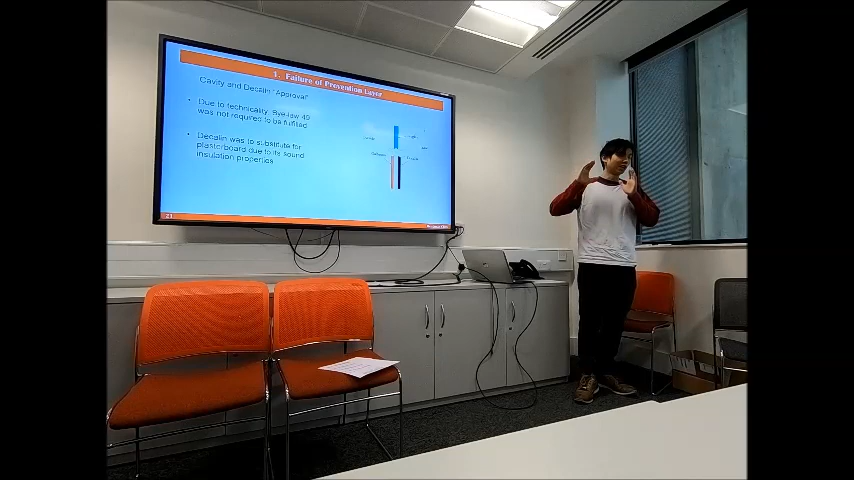 1. Failure of Prevention Layer
Cavity and Decalin "Approval"
• Due to technicality, Bye-law 49
was not required to be fulfilled
• Decalin was to substitute for
plasterboard due to its sound
insulation properties
21